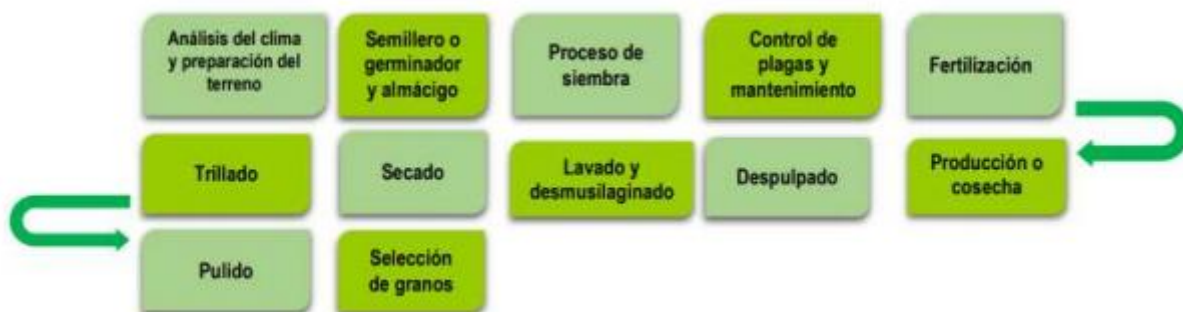 Análisis del clima
y preparación del
terreno
Semillero o
germinador
y almácigo
Proceso de
siembra
Control de
plagas y
mantenimiento
Fertilización
Trillado
Secado
Lavado y
desmusilaginado
Despulpado
Producción o
cosecha
Pulido
Selección
de granos